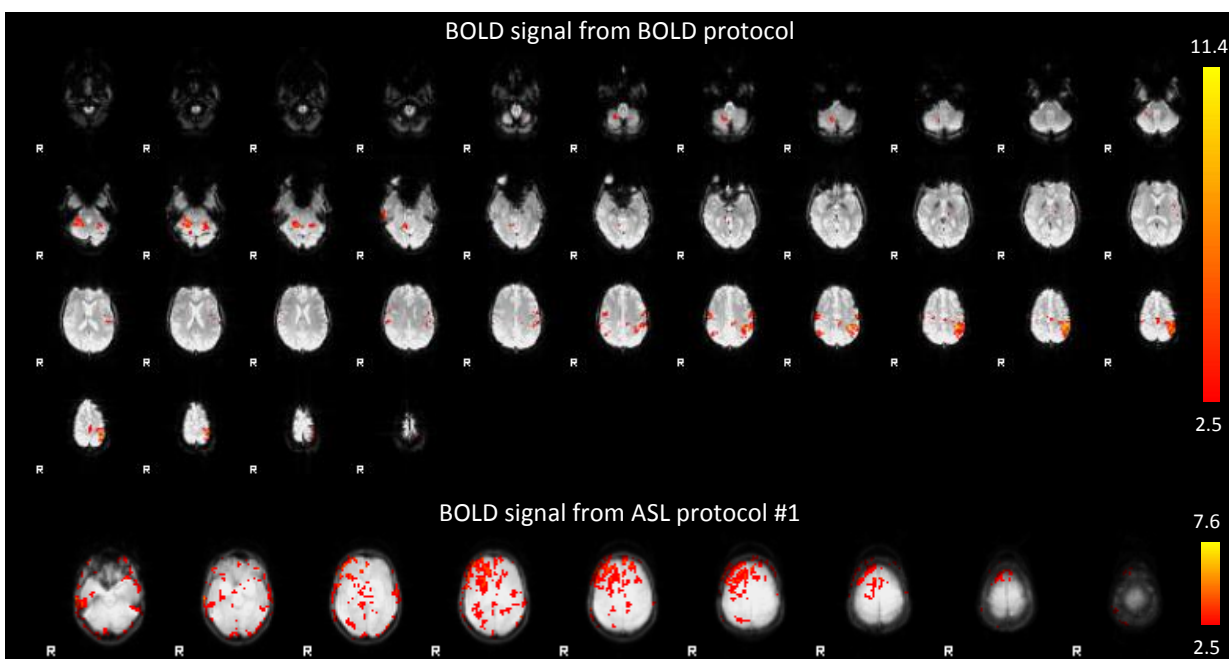 BOLD signal from BOLD protocol
11.4
R R R R R R R R R R R
R R R R R R R R R R R
R R R R R R R R R R R
2.5
R R R R
BOLD signal from ASL protocol #1
7.6
R R R R R R R R R
2.5